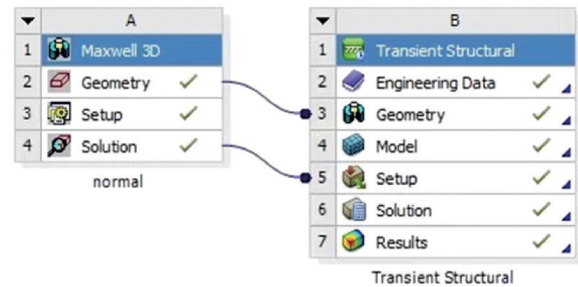 A
1 Maxwell 3D
2 Geometry
3 Setup
4 Solution
normal
B
1 Transient Structural
2 Engineering Data
3 Geometry
4 Model
5 Setup
6 Solution
7 Results
Transient Structural